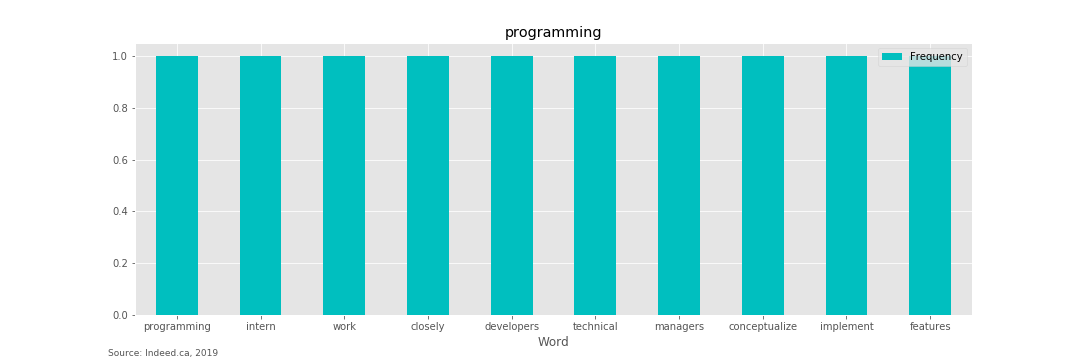 programming
Frequency
1.0
0.8
0.6
0.4
0.2
0.0
programming intern work closely developers technical managers conceptualize implement features
Word
Source: Indeed.ca, 2019